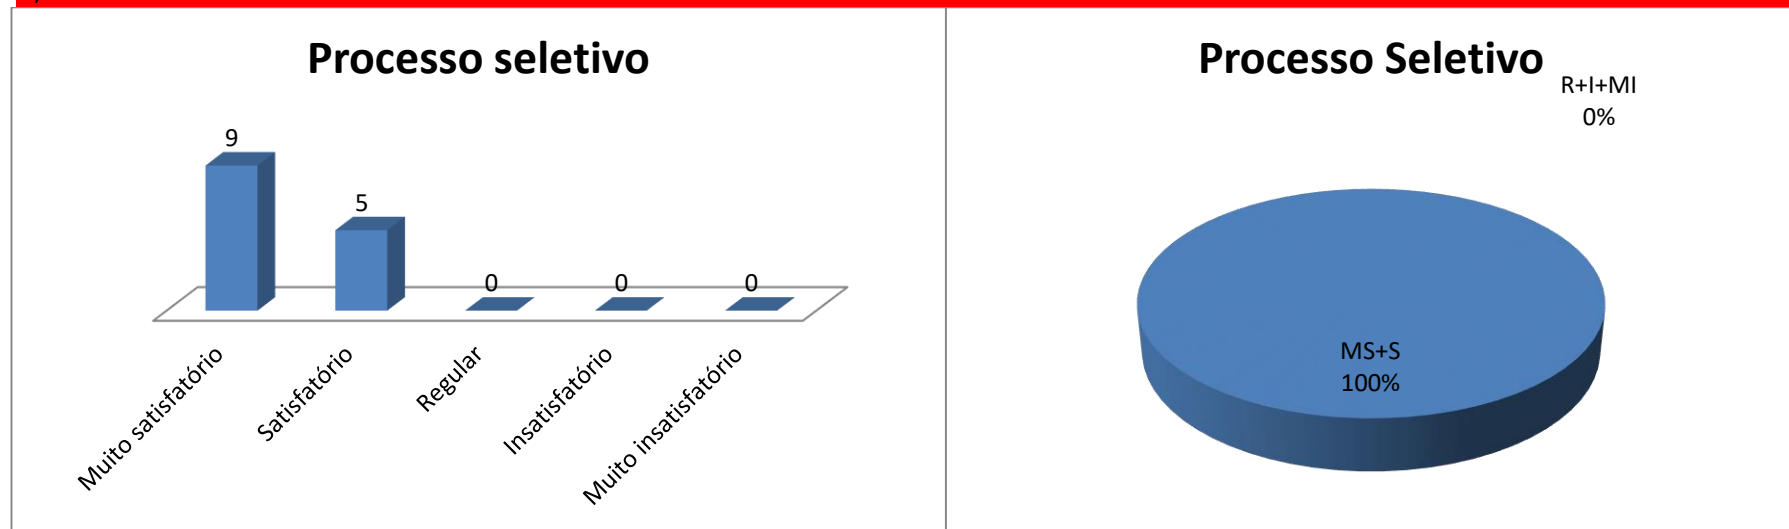 Processo seletivo
9
5
0
0
0
Muito satisfatório
Satisfatório
Regular
Insatisfatório
Muito insatisfatório
Processo Seletivo
R+I+MI
0%
MS+S
100%